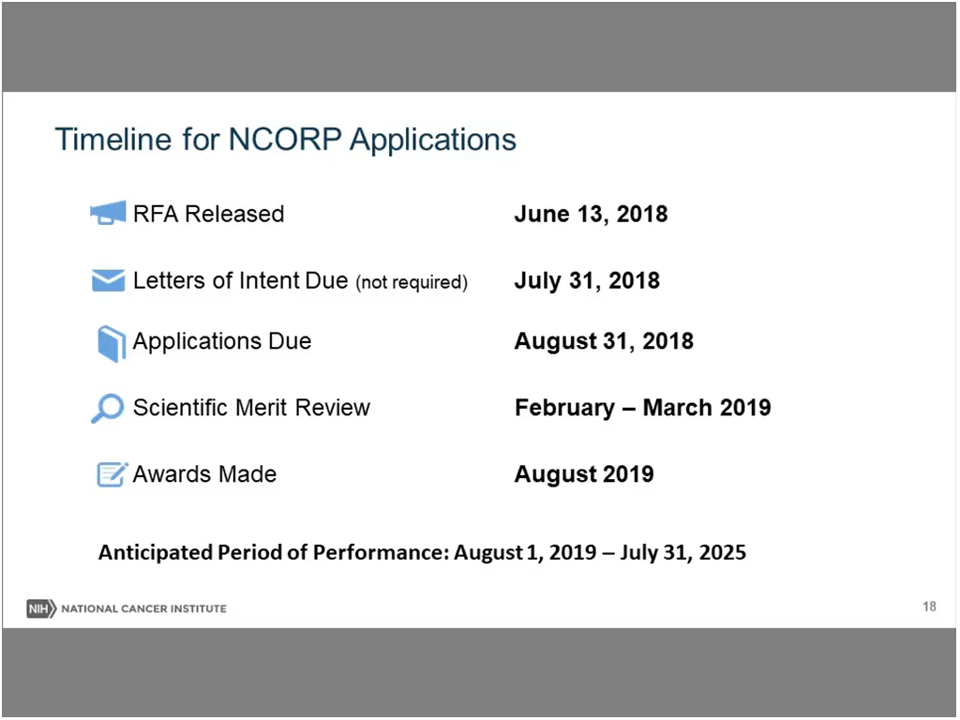 Timeline for NCORP Applications
RFA Released June 13, 2018
Letters of Intent Due (not required) July 31, 2018
Applications Due August 31, 2018
Scientific Merit Review February – March 2019
Awards Made August 2019
Anticipated Period of Performance: August 1, 2019 – July 31, 2025
NIH NATIONAL CANCER INSTITUTE 18